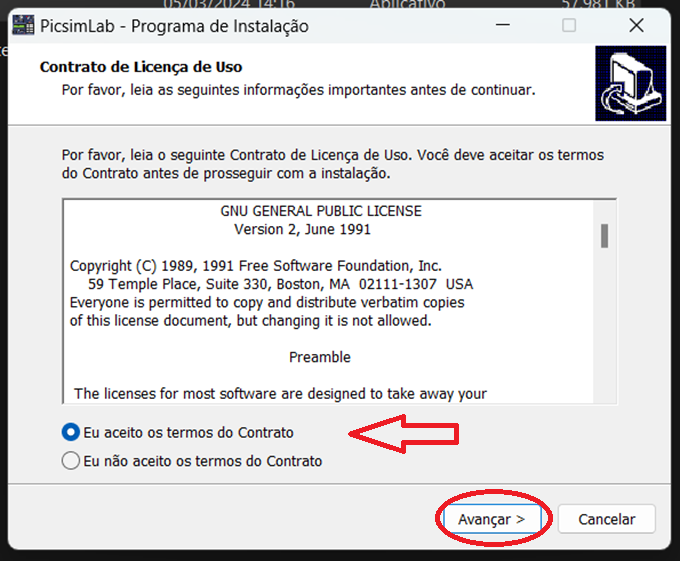 05/03/2024 14:16 Aplicativo 57.981 KB
PicsimLab - Programa de Instalação
Contrato de Licença de Uso
Por favor, leia as seguintes informações importantes antes de continuar.
Por favor, leia o seguinte Contrato de Licença de Uso. Você deve aceitar os termos
do Contrato antes de prosseguir com a instalação.
GNU GENERAL PUBLIC LICENSE
Version 2, June 1991
Copyright (C) 1989, 1991 Free Software Foundation, Inc.
59 Temple Place, Suite 330, Boston, MA 02111-1307 USA
Everyone is permitted to copy and distribute verbatim copies
of this license document, but changing it is not allowed.
Preamble
The licenses for most software are designed to take away your
Eu aceito os termos do Contrato
Eu não aceito os termos do Contrato
Avançar >
Cancelar